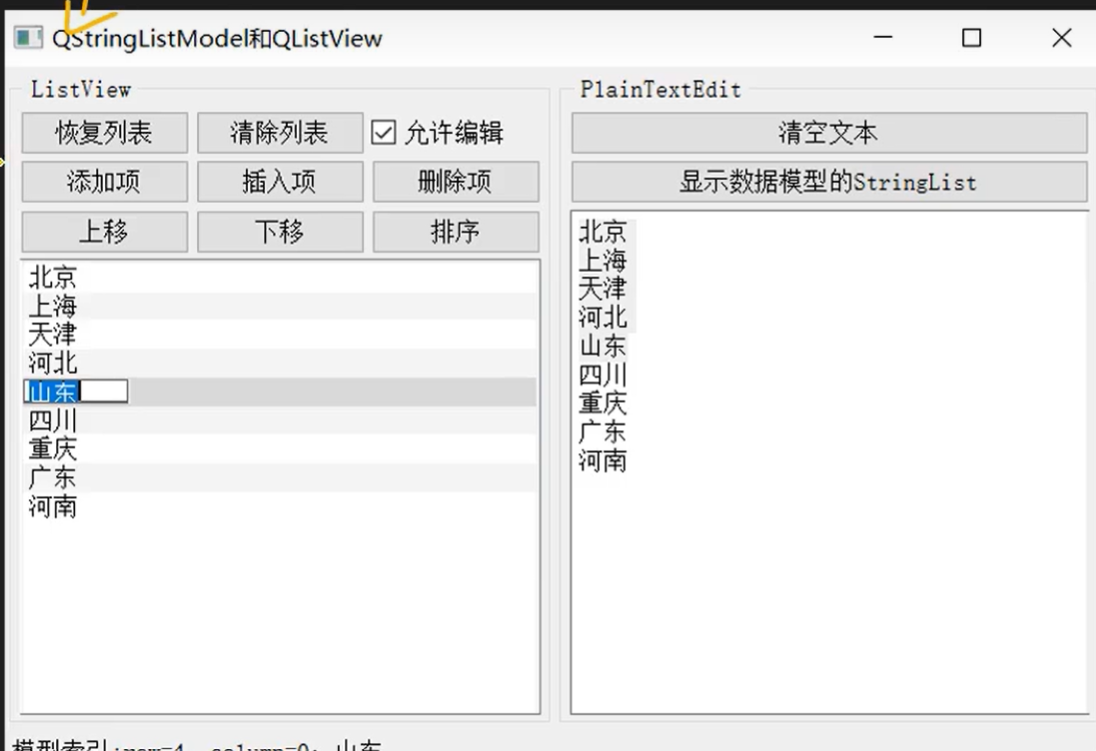 QStringListModel和QListView
ListView
恢复列表 清除列表 允许编辑
添加项 插入项 删除项
上移 下移 排序
北京
上海
天津
河北
山东
四川
重庆
广东
河南
PlainTextEdit
清空文本
显示数据模型的StringList
北京
上海
天津
河北
山东
四川
重庆
广东
河南
模型索引:row=4, column=0; 山东